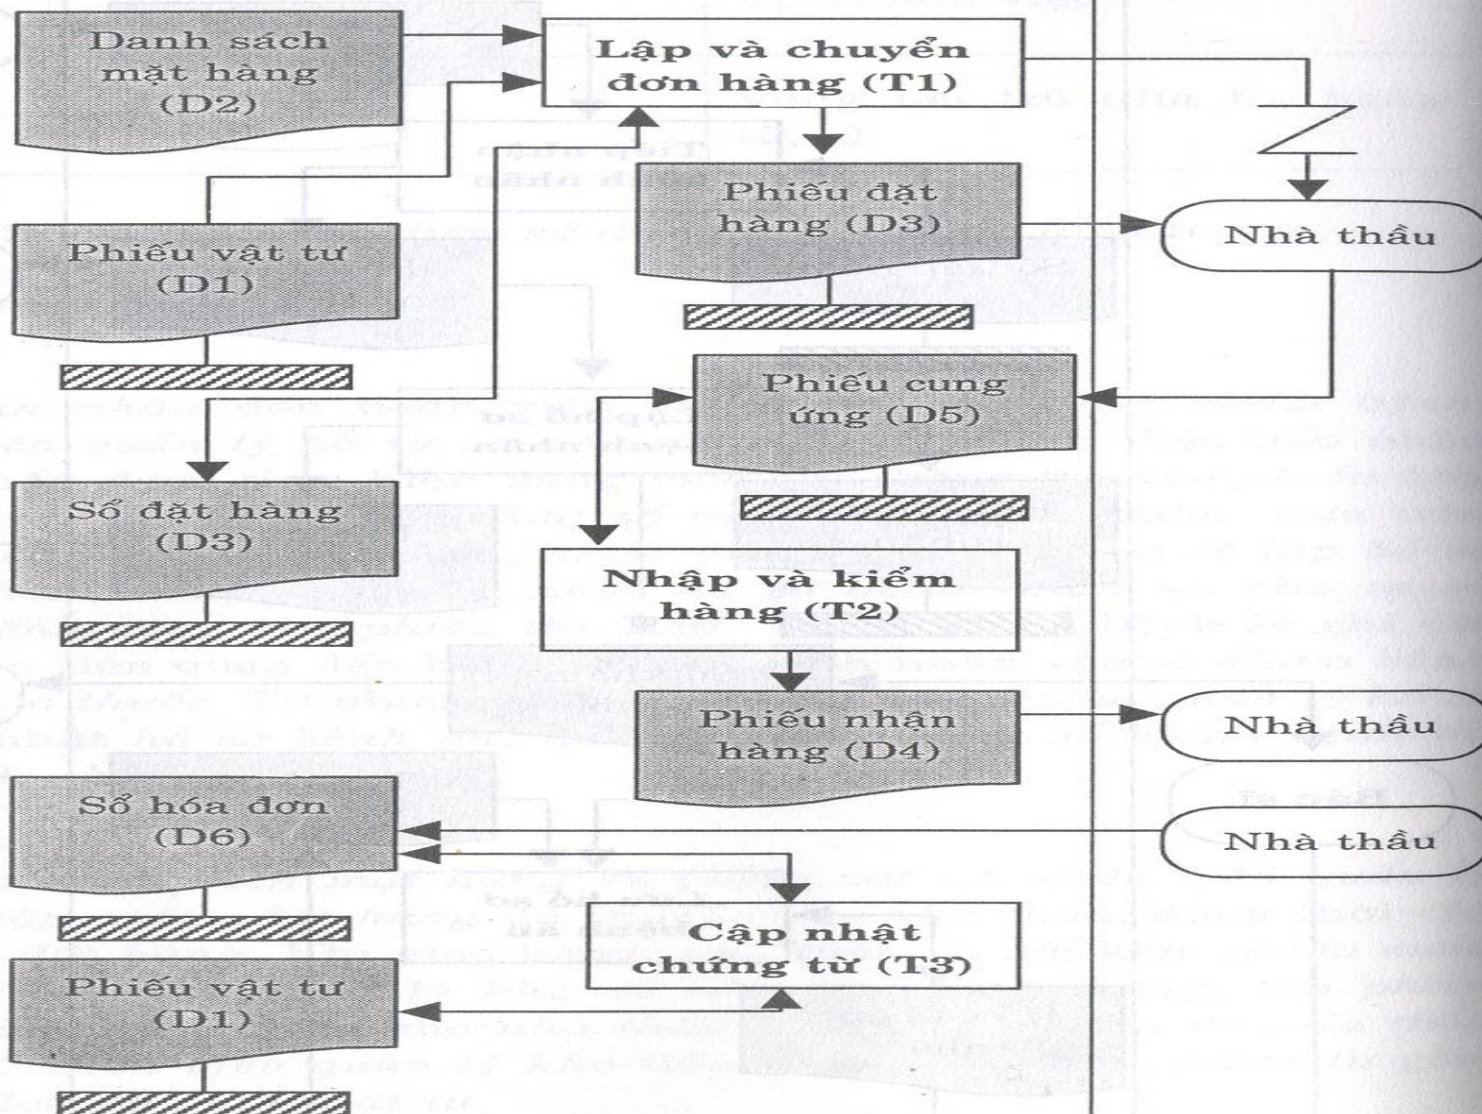 Danh sách
mặt hàng
(D2)
Lập và chuyển
đơn hàng (T1)
Phiếu vật tư
(D1)
Phiếu đặt
hàng (D3)
Nhà thầu
Phiếu cung
ứng (D5)
Sổ đặt hàng
(D3)
Nhập và kiểm
hàng (T2)
Phiếu nhận
hàng (D4)
Nhà thầu
Sổ hóa đơn
(D6)
Nhà thầu
Cập nhật
chứng từ (T3)
Phiếu vật tư
(D1)